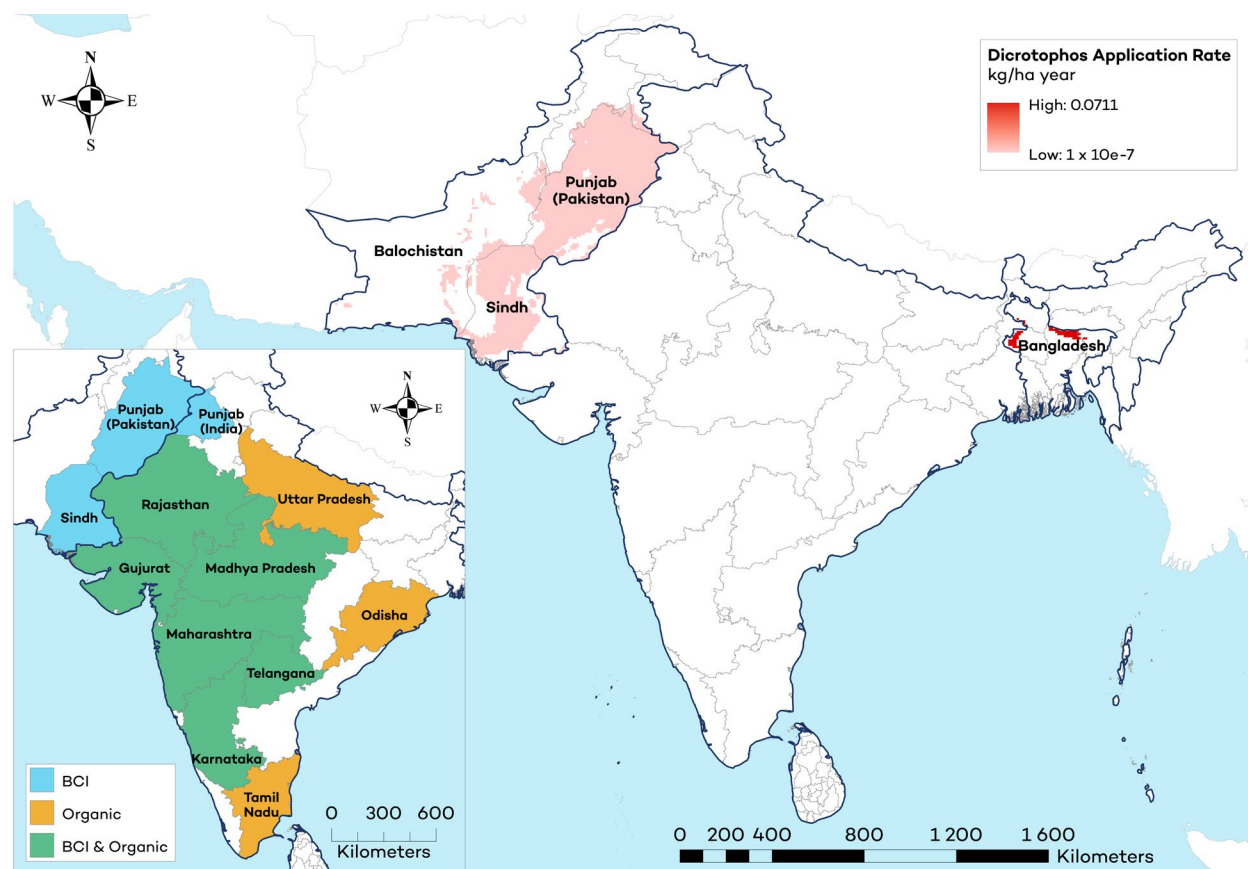 N
W
E
S
Dicrotophos Application Rate
kg/ha year
High: 0.0711
Low: 1 x 10e-7
Punjab
(Pakistan)
Balochistan
Sindh
Bangladesh
N
W
E
S
Punjab
(Pakistan)
Punjab
(India)
Sindh
Rajasthan
Uttar Pradesh
Gujurat
Madhya Pradesh
Odisha
Maharashtra
Telangana
Karnataka
Tamil
Nadu
BCI
Organic
BCI & Organic
0 300 600
Kilometers
0 200 400 800 1 200 1 600
Kilometers